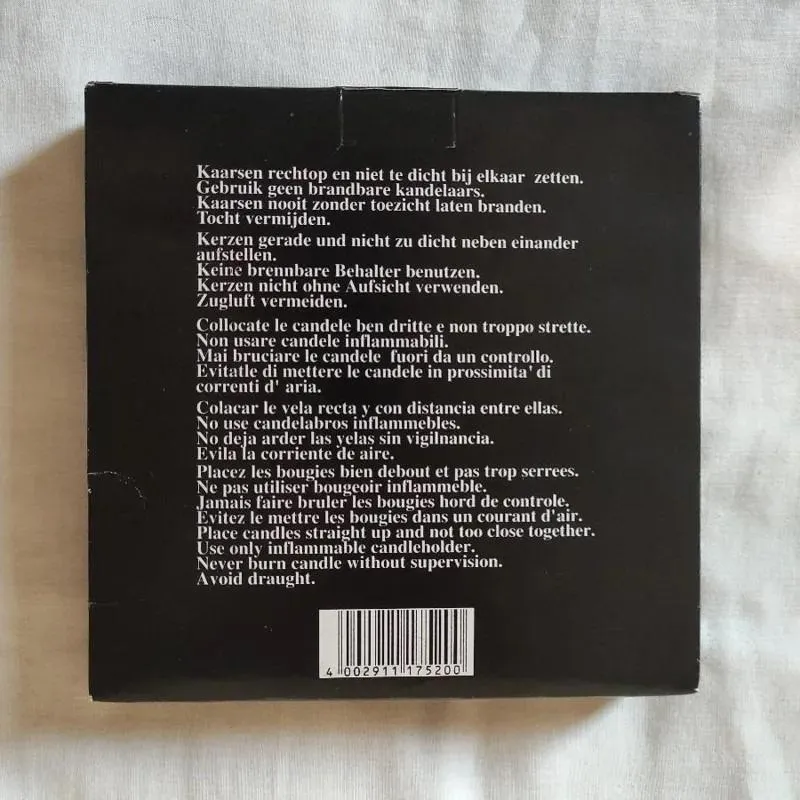 Kaarsen rechtop en niet te dicht bij elkaar zetten.
Gebruik geen brandbare kandelaars.
Kaarsen nooit zonder toezicht laten branden.
Tocht vermijden.
Kerzen gerade und nicht zu dicht neben einander
aufstellen.
Keine brennbare Behalter benutzen.
Kerzen nicht ohne Aufsicht verwenden.
Zugluft vermeiden.
Collocate le candele ben dritte e non troppo strette.
Non usare candele inflammabili.
Mai bruciare le candele fuori da un controllo.
Evitatle di mettere le candele in prossimita' di
correnti d' aria.
Colacar le vela recta y con distancia entre ellas.
No use candelabros inflammebles.
No deja arder las yelas sin vigilnancia.
Evila la corriente de aire.
Placez les bougies bien debout et pas trop serrees.
Ne pas utiliser bougeoir inflammeble.
Jamais faire bruler les bougies hord de controle.
Evitez le mettre les bougies dans un courant d'air.
Place candles straight up and not too close together.
Use only inflammable candleholder.
Never burn candle without supervision.
Avoid draught.
4 002911 175200